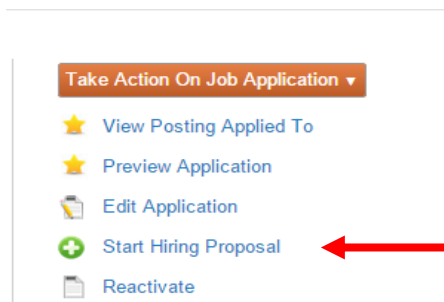 Take Action On Job Application ▾
View Posting Applied To
Preview Application
Edit Application
Start Hiring Proposal
Reactivate